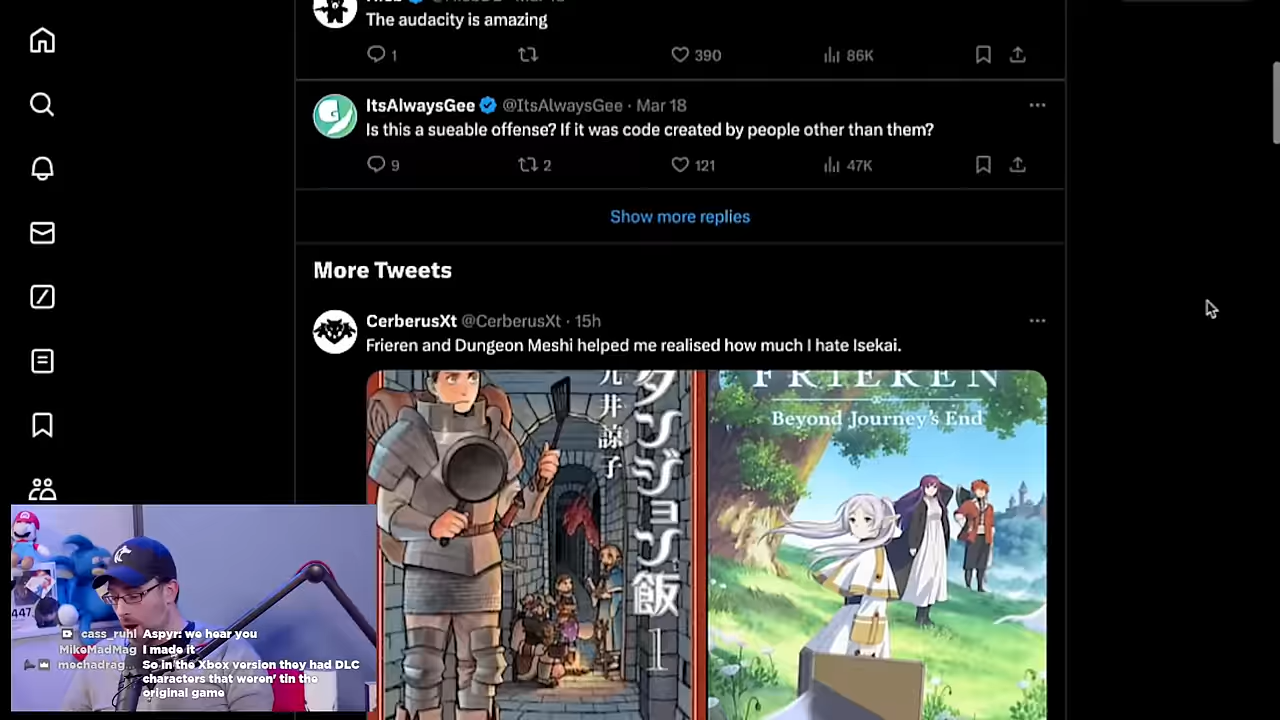 The audacity is amazing
1
390
86K
ItsAlwaysGee @ItsAlwaysGee · Mar 18
Is this a sueable offense? If it was code created by people other than them?
9
2
121
47K
Show more replies
More Tweets
CerberusXt @CerberusXt · 15h
Frieren and Dungeon Meshi helped me realised how much I hate Isekai.
九井諒子
ダンジョン飯
1
FRIEREN
Beyond Journey's End
447.
cass_ruhl Aspyr: we hear you
MikeMadMag I made it
mechadrag... So in the Xbox version they had DLC
characters that weren' tin the
original game